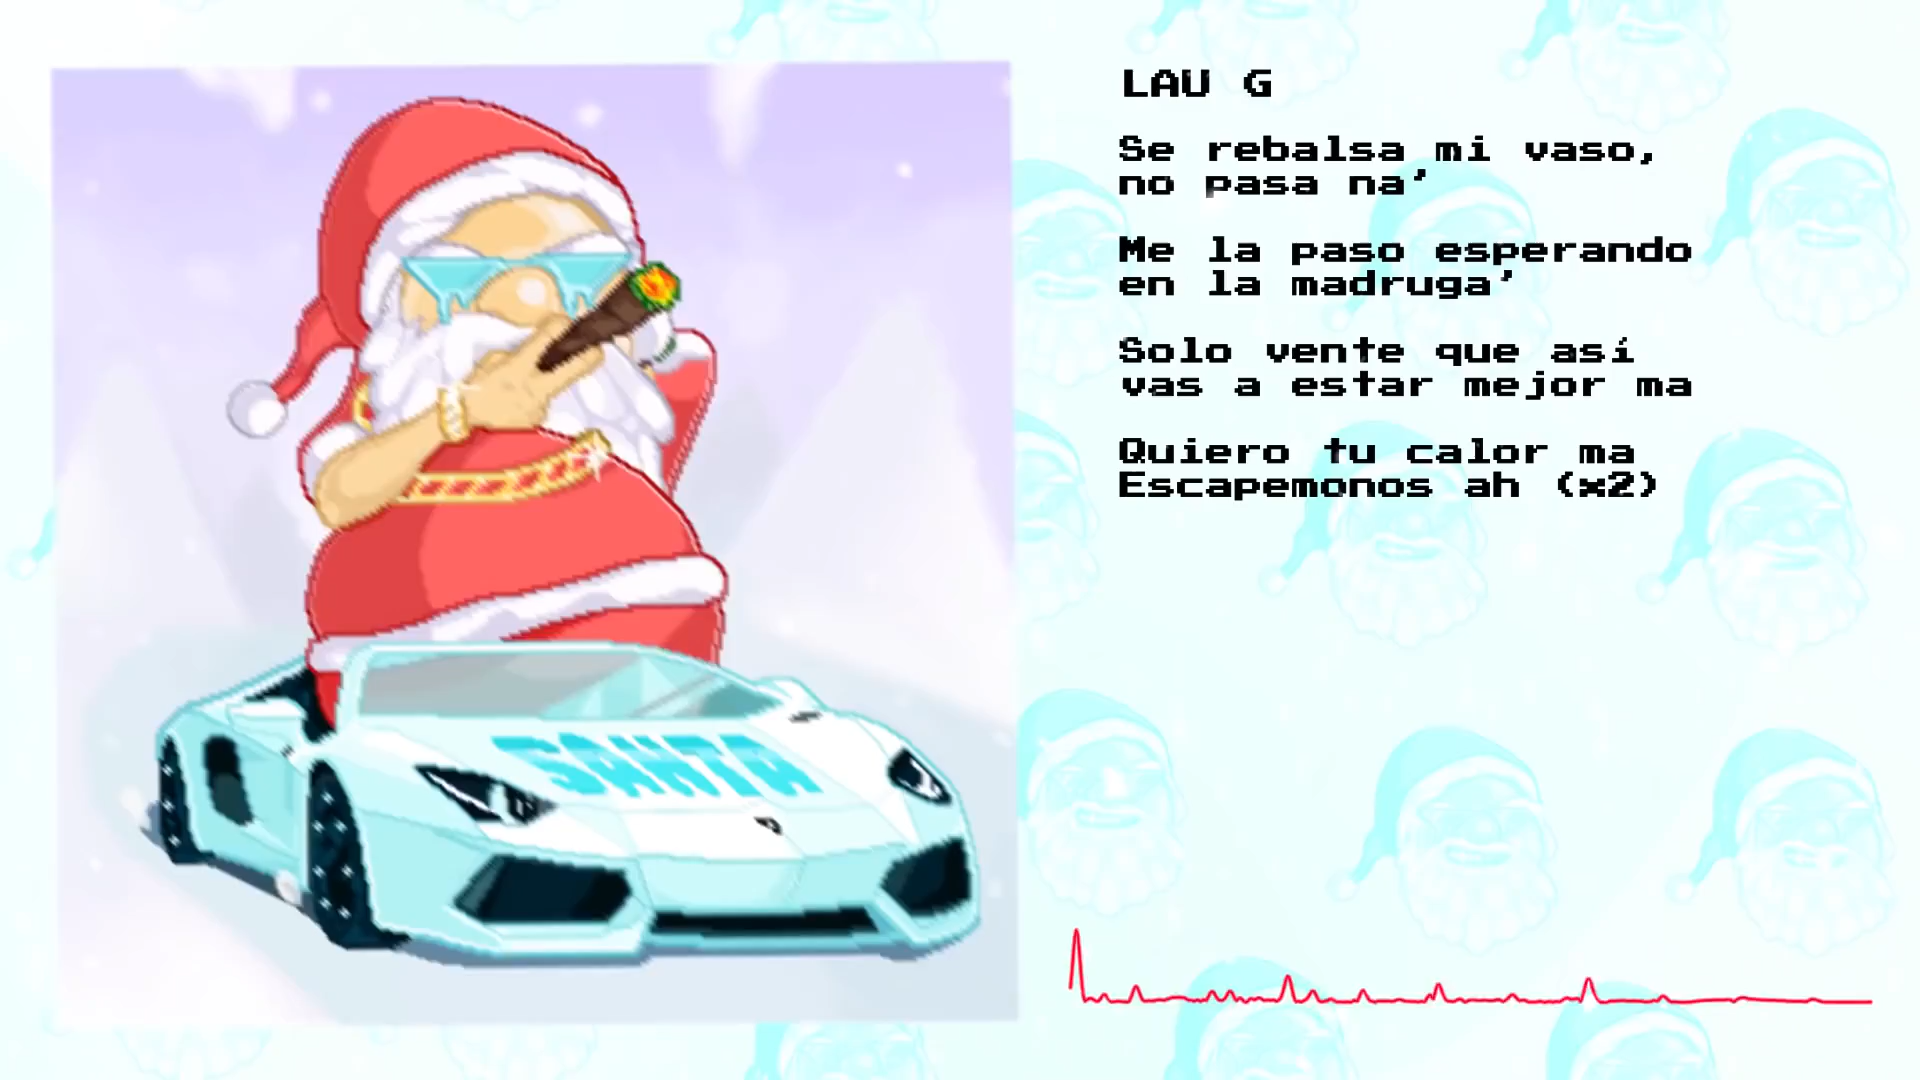 LAU G
Se rebalsa mi vaso,
no pasa na’
Me la paso esperando
en la madruga’
Solo vente que así
vas a estar mejor ma
Quiero tu calor ma
Escapemonos ah (x2)
SANTA